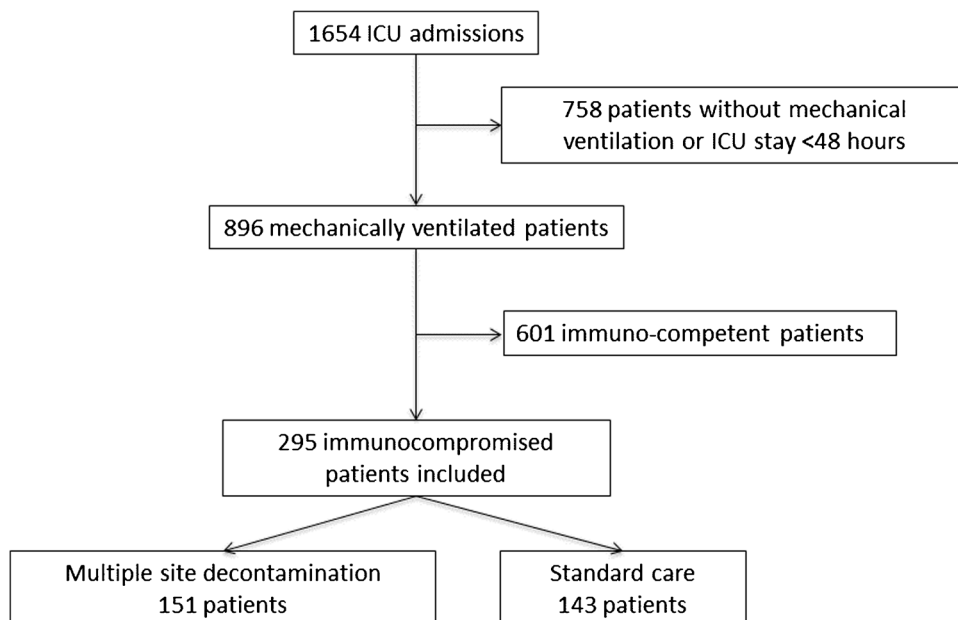 1654 ICU admissions
758 patients without mechanical
ventilation or ICU stay <48 hours
896 mechanically ventilated patients
601 immuno-competent patients
295 immunocompromised
patients included
Multiple site decontamination
151 patients
Standard care
143 patients